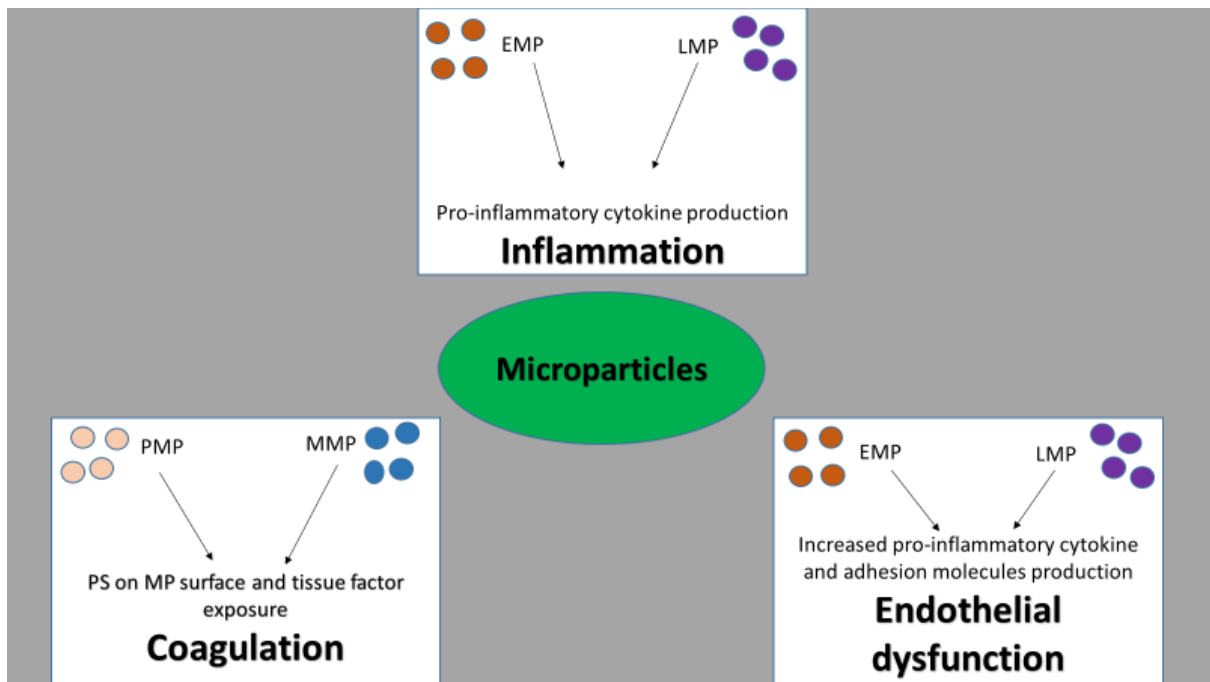 EMP
LMP
Pro-inflammatory cytokine production
Inflammation
Microparticles
PMP
MMP
PS on MP surface and tissue factor
exposure
Coagulation
EMP
LMP
Increased pro-inflammatory cytokine
and adhesion molecules production
Endothelial
dysfunction